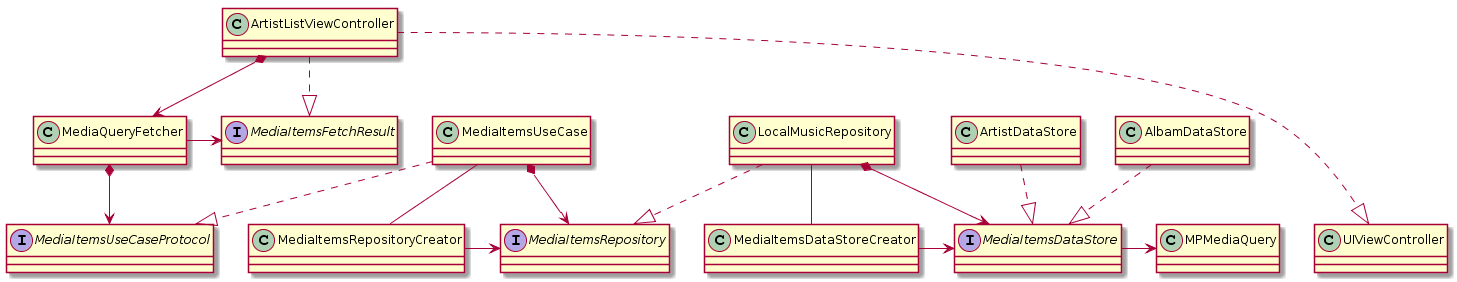 C ArtistListViewController
C MediaQueryFetcher
I MediaItemsFetchResult
C MediaItemsUseCase
C LocalMusicRepository
C ArtistDataStore
C AlbamDataStore
I MediaItemsUseCaseProtocol
C MediaItemsRepositoryCreator
I MediaItemsRepository
C MediaItemsDataStoreCreator
I MediaItemsDataStore
C MPMediaQuery
C UIViewController